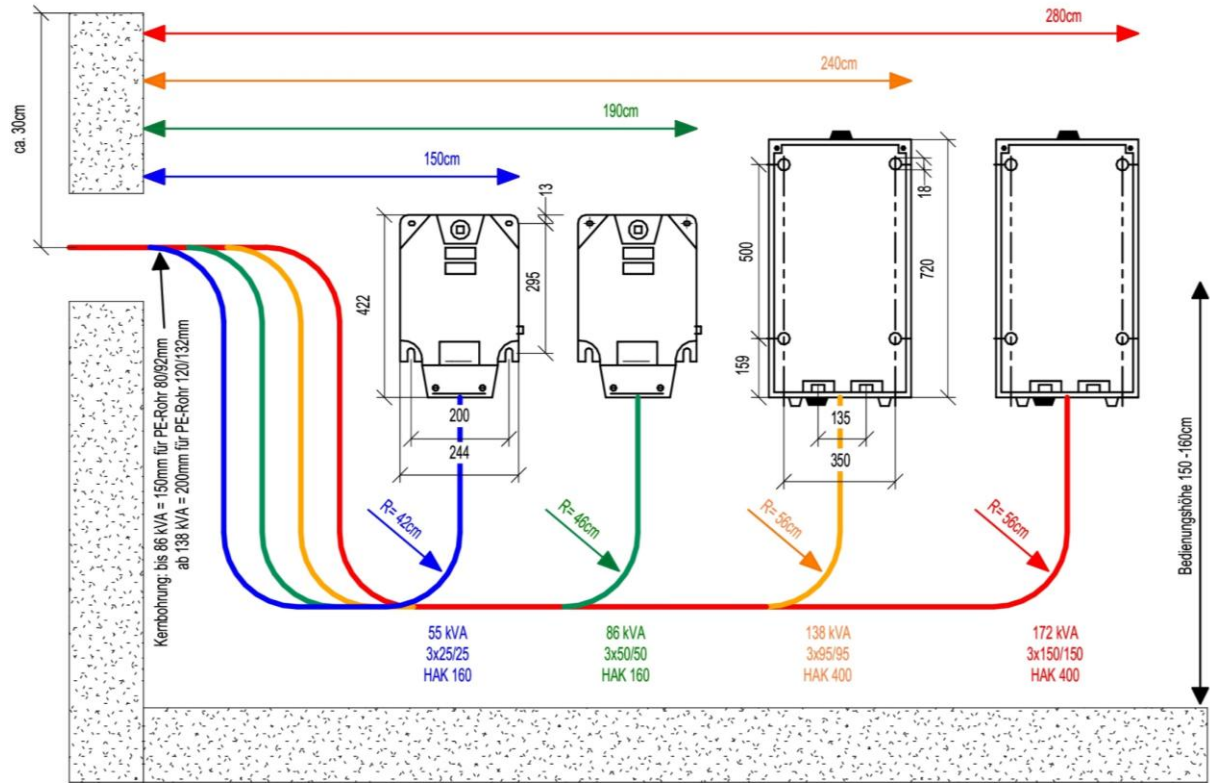 280cm
240cm
190cm
150cm
ca. 30cm
13
422
295
200
244
18
500
720
159
135
350
Kernbohrung: bis 86 kVA = 150mm für PE-Rohr 80/92mm
ab 138 kVA = 200mm für PE-Rohr 120/132mm
R= 42cm
R= 46cm
R= 56cm
R= 56cm
Bedienungshöhe 150 -160cm
55 kVA
3x25/25
HAK 160
86 kVA
3x50/50
HAK 160
138 kVA
3x95/95
HAK 400
172 kVA
3x150/150
HAK 400